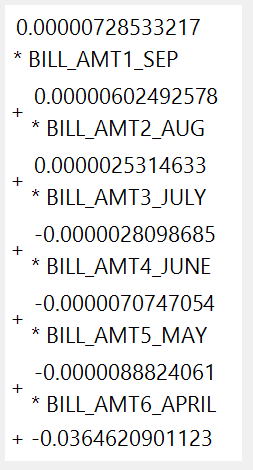 0.00000728533217
* BILL_AMT1_SEP
+ 0.00000602492578
* BILL_AMT2_AUG
+ 0.0000025314633
* BILL_AMT3_JULY
+ -0.0000028098685
* BILL_AMT4_JUNE
+ -0.0000070747054
* BILL_AMT5_MAY
+ -0.0000088824061
* BILL_AMT6_APRIL
+ -0.0364620901123